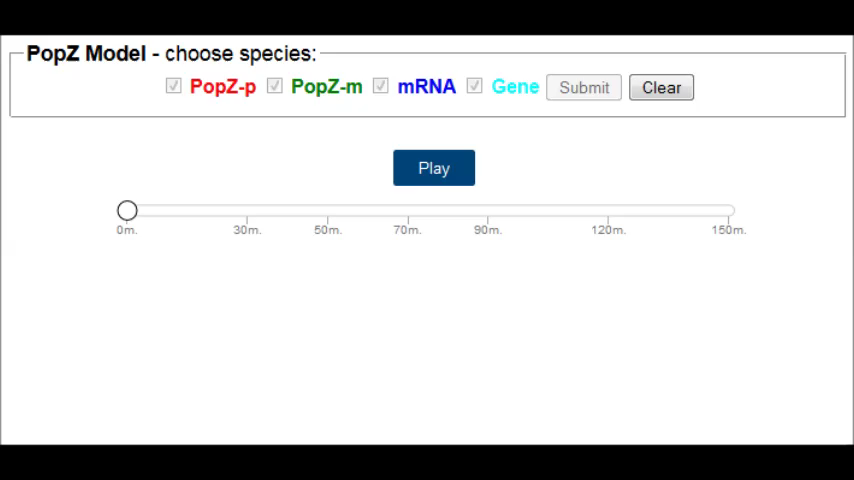 PopZ Model - choose species:
PopZ-p PopZ-m mRNA Gene Submit Clear
Play
0m. 30m. 50m. 70m. 90m. 120m. 150m.